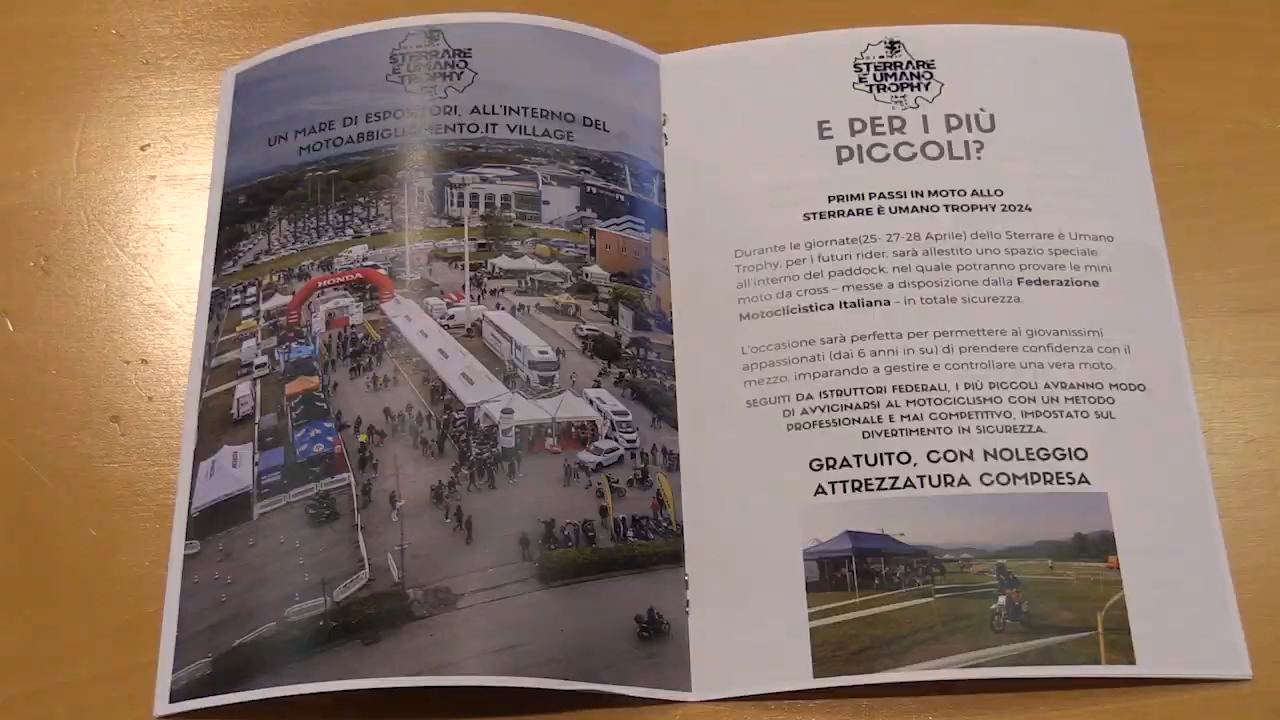 STERRARE
È UMANO
TROPHY
UN MARE DI ESPOSITORI, ALL'INTERNO DEL
MOTOABBIGLIAMENTO.IT VILLAGE
HONDA
STERRARE
È UMANO
TROPHY
E PER I PIÙ
PICCOLI?
PRIMI PASSI IN MOTO ALLO
STERRARE È UMANO TROPHY 2024
Durante le giornate(25- 27-28 Aprile) dello Sterrare è Umano
Trophy, per i futuri rider, sarà allestito uno spazio speciale
all'interno del paddock, nel quale potranno provare le mini
moto da cross – messe a disposizione dalla Federazione
Motoclicistica Italiana – in totale sicurezza.
L'occasione sarà perfetta per permettere ai giovanissimi
appassionati (dai 6 anni in su) di prendere confidenza con il
mezzo, imparando a gestire e controllare una vera moto.
SEGUITI DA ISTRUTTORI FEDERALI, I PIÙ PICCOLI AVRANNO MODO
DI AVVICINARSI AL MOTOCICLISMO CON UN METODO
PROFESSIONALE E MAI COMPETITIVO, IMPOSTATO SUL
DIVERTIMENTO IN SICUREZZA.
GRATUITO, CON NOLEGGIO
ATTREZZATURA COMPRESA